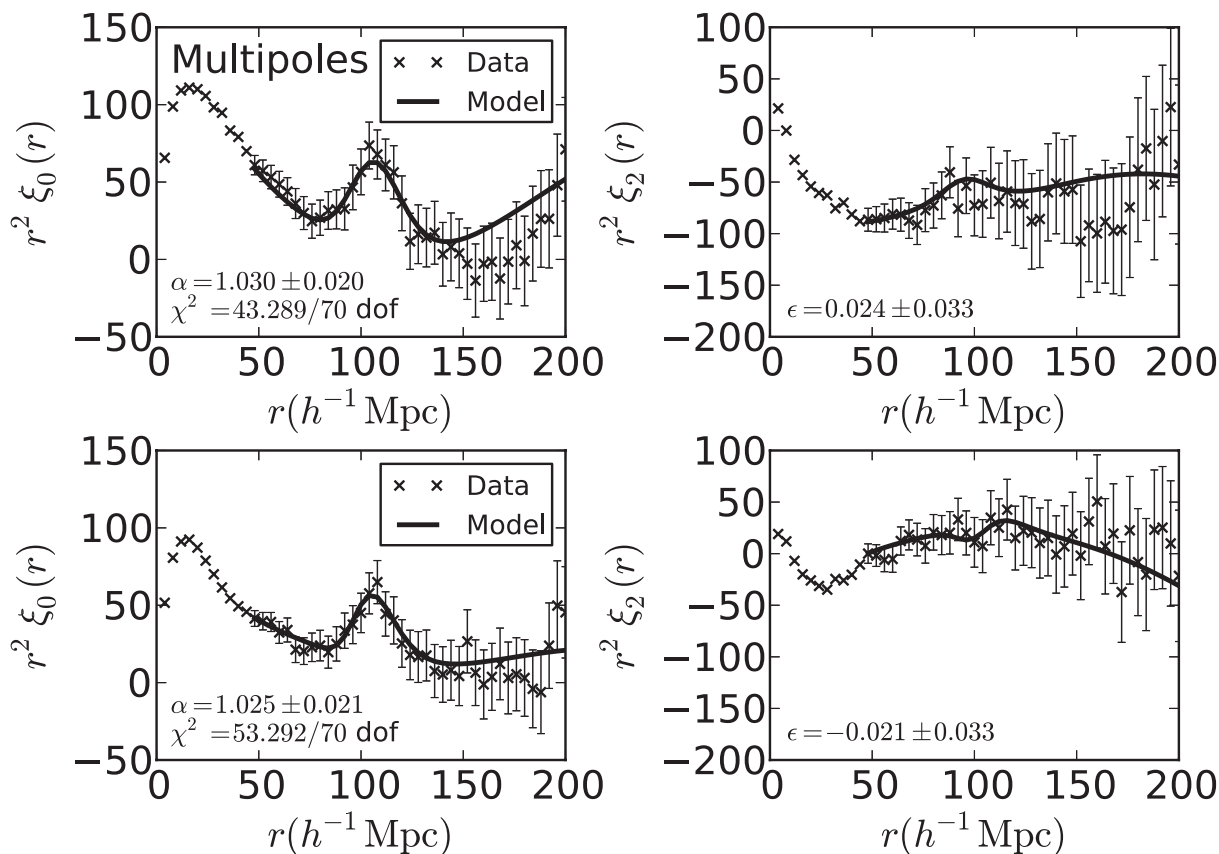 Multipoles
Data
Model
r² ξ₀(r)
150
100
50
0
−50
α=1.030±0.020
χ² =43.289/70 dof
0 50 100 150 200
r(h⁻¹ Mpc)
r² ξ₂(r)
100
50
0
−50
−100
−150
−200
ϵ=0.024±0.033
0 50 100 150 200
r(h⁻¹ Mpc)
Data
Model
r² ξ₀(r)
150
100
50
0
−50
α=1.025±0.021
χ² =53.292/70 dof
0 50 100 150 200
r(h⁻¹ Mpc)
r² ξ₂(r)
100
50
0
−50
−100
−150
−200
ϵ=−0.021±0.033
0 50 100 150 200
r(h⁻¹ Mpc)